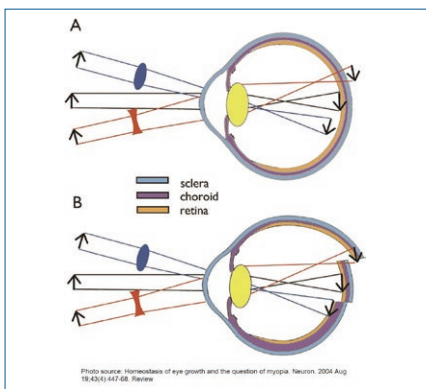 A
sclera
choroid
retina
B
Photo source: Homeostasis of eye growth and the question of myopia. Neuron. 2004 Aug
19;43(4):447-68. Review